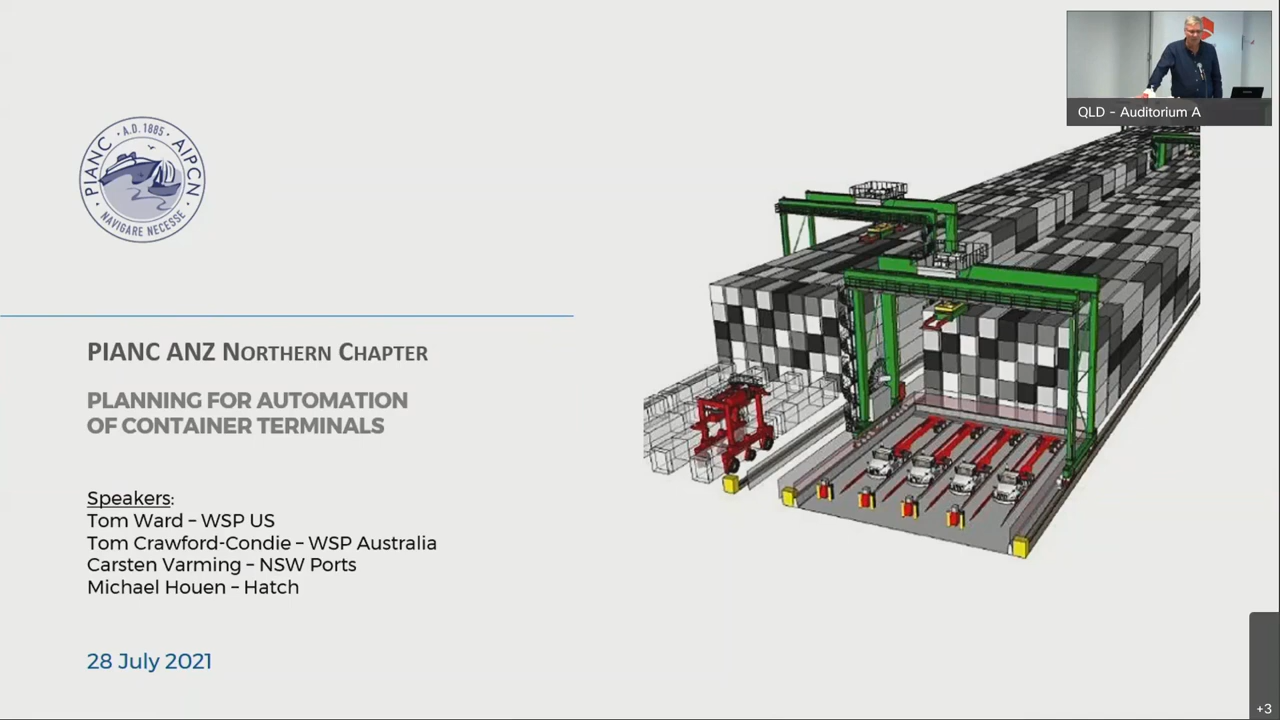 QLD - Auditorium A
PIANC · A.D. 1885 · AIPCN
· NAVIGARE NECESSE ·
PIANC ANZ NORTHERN CHAPTER
PLANNING FOR AUTOMATION
OF CONTAINER TERMINALS
Speakers:
Tom Ward – WSP US
Tom Crawford-Condie – WSP Australia
Carsten Varming – NSW Ports
Michael Houen – Hatch
28 July 2021
+3